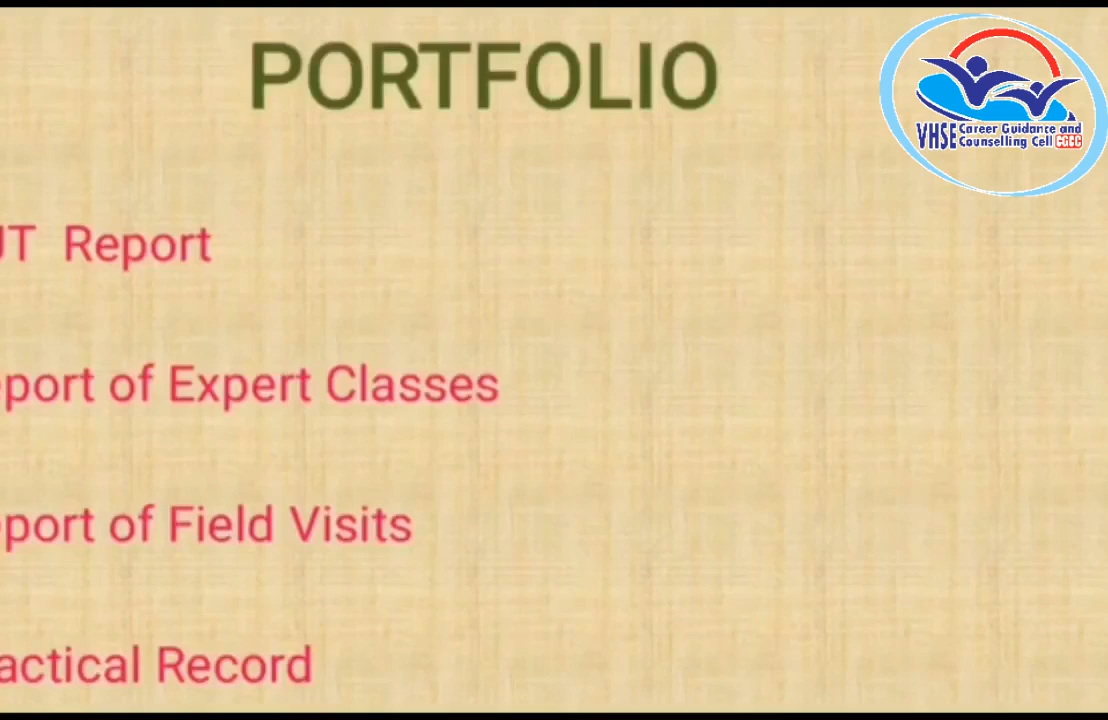 PORTFOLIO
VHSE Career Guidance and
Counselling Cell CGCC
JT Report
port of Expert Classes
port of Field Visits
actical Record